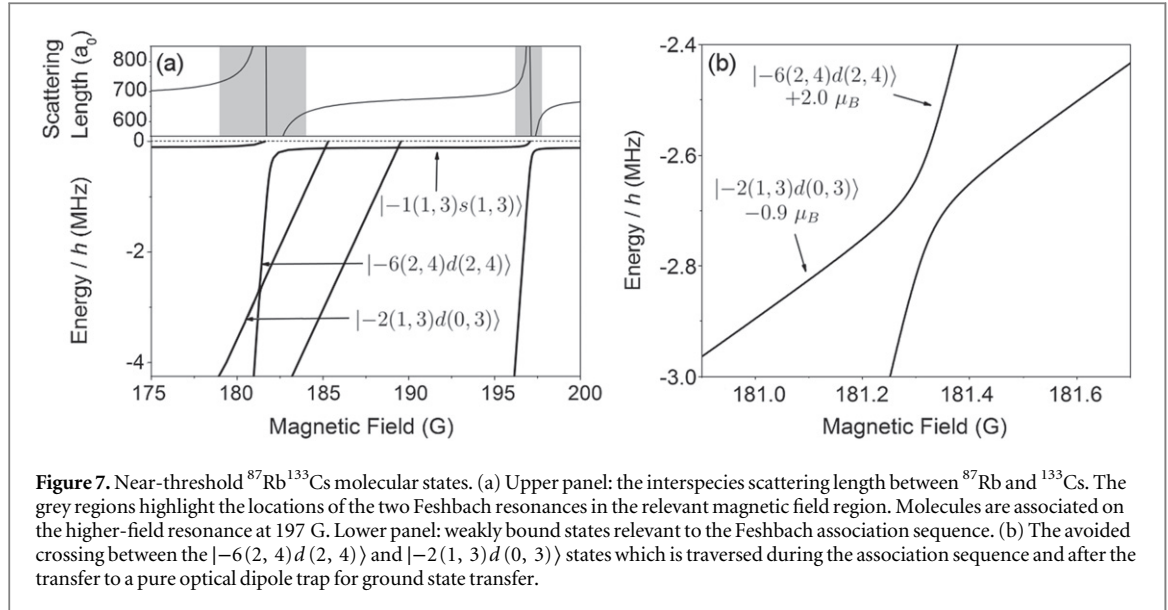 Scattering
Length (a₀)
800
700
600
(a)
0
-2
-4
Energy / h (MHz)
|−1(1,3)s(1,3)⟩
|−6(2,4)d(2,4)⟩
|−2(1,3)d(0,3)⟩
175 180 185 190 195 200
Magnetic Field (G)
(b)
-2.4
-2.6
-2.8
-3.0
Energy / h (MHz)
|−6(2,4)d(2,4)⟩
+2.0 μB
|−2(1,3)d(0,3)⟩
−0.9 μB
181.0 181.2 181.4 181.6
Magnetic Field (G)
Figure 7. Near-threshold ⁸⁷Rb¹³³Cs molecular states. (a) Upper panel: the interspecies scattering length between ⁸⁷Rb and ¹³³Cs. The
grey regions highlight the locations of the two Feshbach resonances in the relevant magnetic field region. Molecules are associated on
the higher-field resonance at 197 G. Lower panel: weakly bound states relevant to the Feshbach association sequence. (b) The avoided
crossing between the |−6(2, 4)d(2, 4)⟩ and |−2(1, 3)d(0, 3)⟩ states which is traversed during the association sequence and after the
transfer to a pure optical dipole trap for ground state transfer.